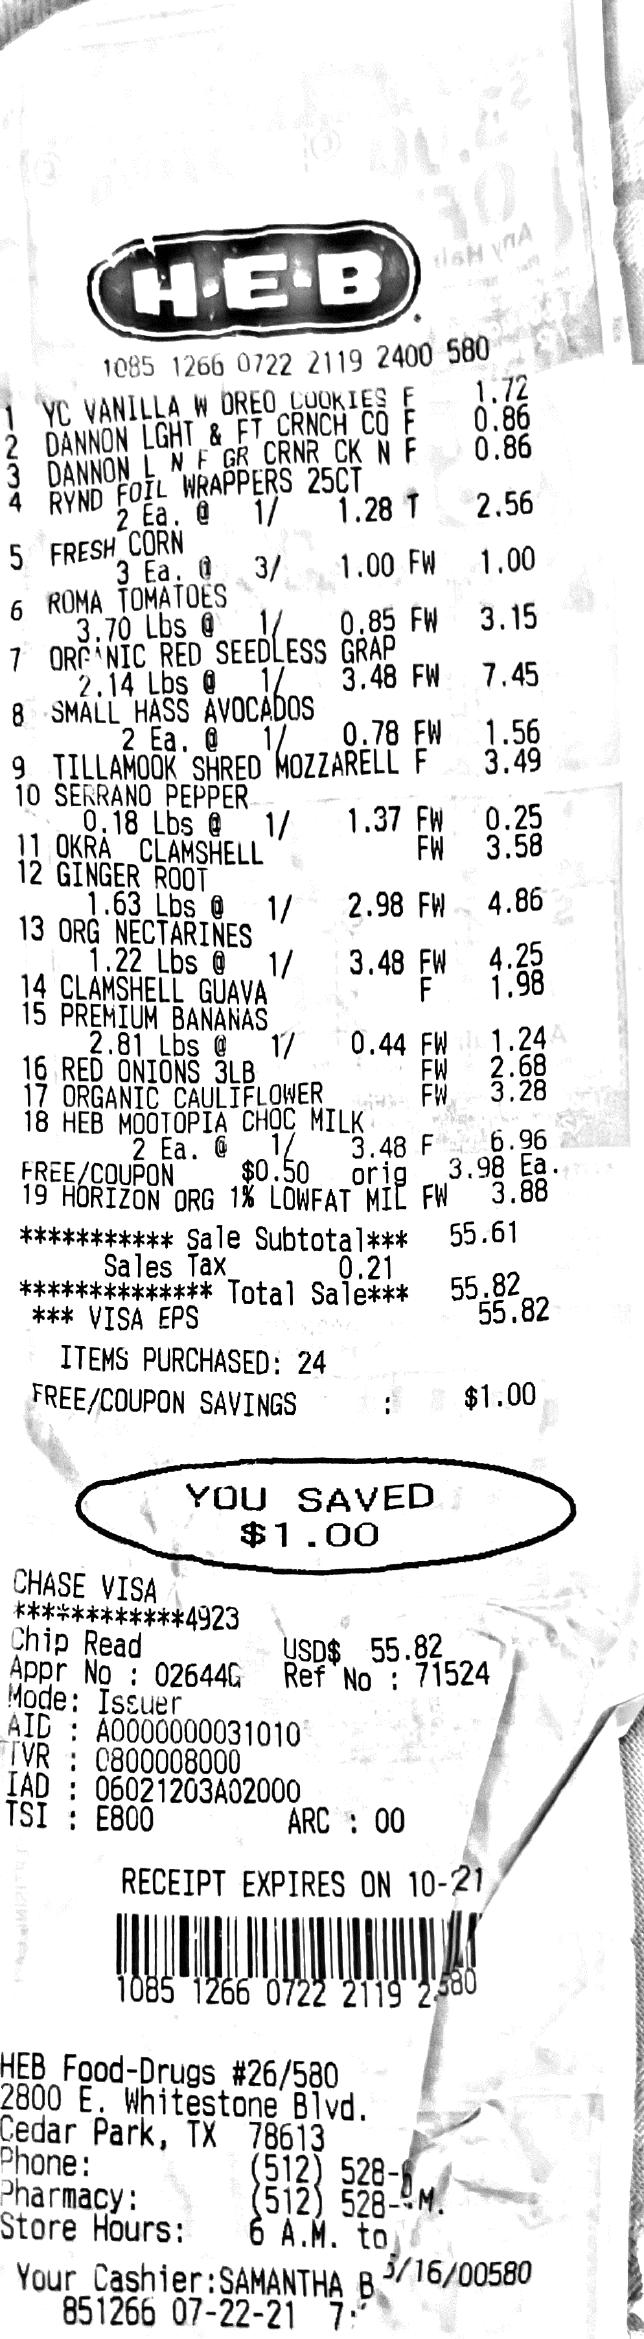 H-E-B
1085 1266 0722 2119 2400 580
1 YC VANILLA W OREO COOKIES F 1.72
2 DANNON LGHT & FT CRNCH CO F 0.86
3 DANNON L N F GR CRNR CK N F 0.86
4 RYND FOIL WRAPPERS 25CT
2 Ea. @ 1/ 1.28 T 2.56
5 FRESH CORN
3 Ea. @ 3/ 1.00 FW 1.00
6 ROMA TOMATOES
3.70 Lbs @ 1/ 0.85 FW 3.15
7 ORGANIC RED SEEDLESS GRAP
2.14 Lbs @ 1/ 3.48 FW 7.45
8 SMALL HASS AVOCADOS
2 Ea. @ 1/ 0.78 FW 1.56
9 TILLAMOOK SHRED MOZZARELL F 3.49
10 SERRANO PEPPER
0.18 Lbs @ 1/ 1.37 FW 0.25
11 OKRA CLAMSHELL FW 3.58
12 GINGER ROOT
1.63 Lbs @ 1/ 2.98 FW 4.86
13 ORG NECTARINES
1.22 Lbs @ 1/ 3.48 FW 4.25
14 CLAMSHELL GUAVA F 1.98
15 PREMIUM BANANAS
2.81 Lbs @ 1/ 0.44 FW 1.24
16 RED ONIONS 3LB FW 2.68
17 ORGANIC CAULIFLOWER FW 3.28
18 HEB MOOTOPIA CHOC MILK
2 Ea. @ 1/ 3.48 F 6.96
FREE/COUPON $0.50 orig 3.98 Ea.
19 HORIZON ORG 1% LOWFAT MIL FW 3.88
*********** Sale Subtotal*** 55.61
Sales Tax 0.21
************** Total Sale*** 55.82
*** VISA EPS 55.82
ITEMS PURCHASED: 24
FREE/COUPON SAVINGS : $1.00
YOU SAVED
$1.00
CHASE VISA
************4923
Chip Read USD$ 55.82
Appr No : 02644G Ref No : 71524
Mode: Issuer
AID : A0000000031010
TVR : 0800008000
IAD : 06021203A02000
TSI : E800 ARC : 00
RECEIPT EXPIRES ON 10-21
1085 1266 0722 2119 2 580
HEB Food-Drugs #26/580
2800 E. Whitestone Blvd.
Cedar Park, TX 78613
Phone: (512) 528-
Pharmacy: (512) 528- M.
Store Hours: 6 A.M. to
Your Cashier:SAMANTHA B /16/00580
851266 07-22-21 7: